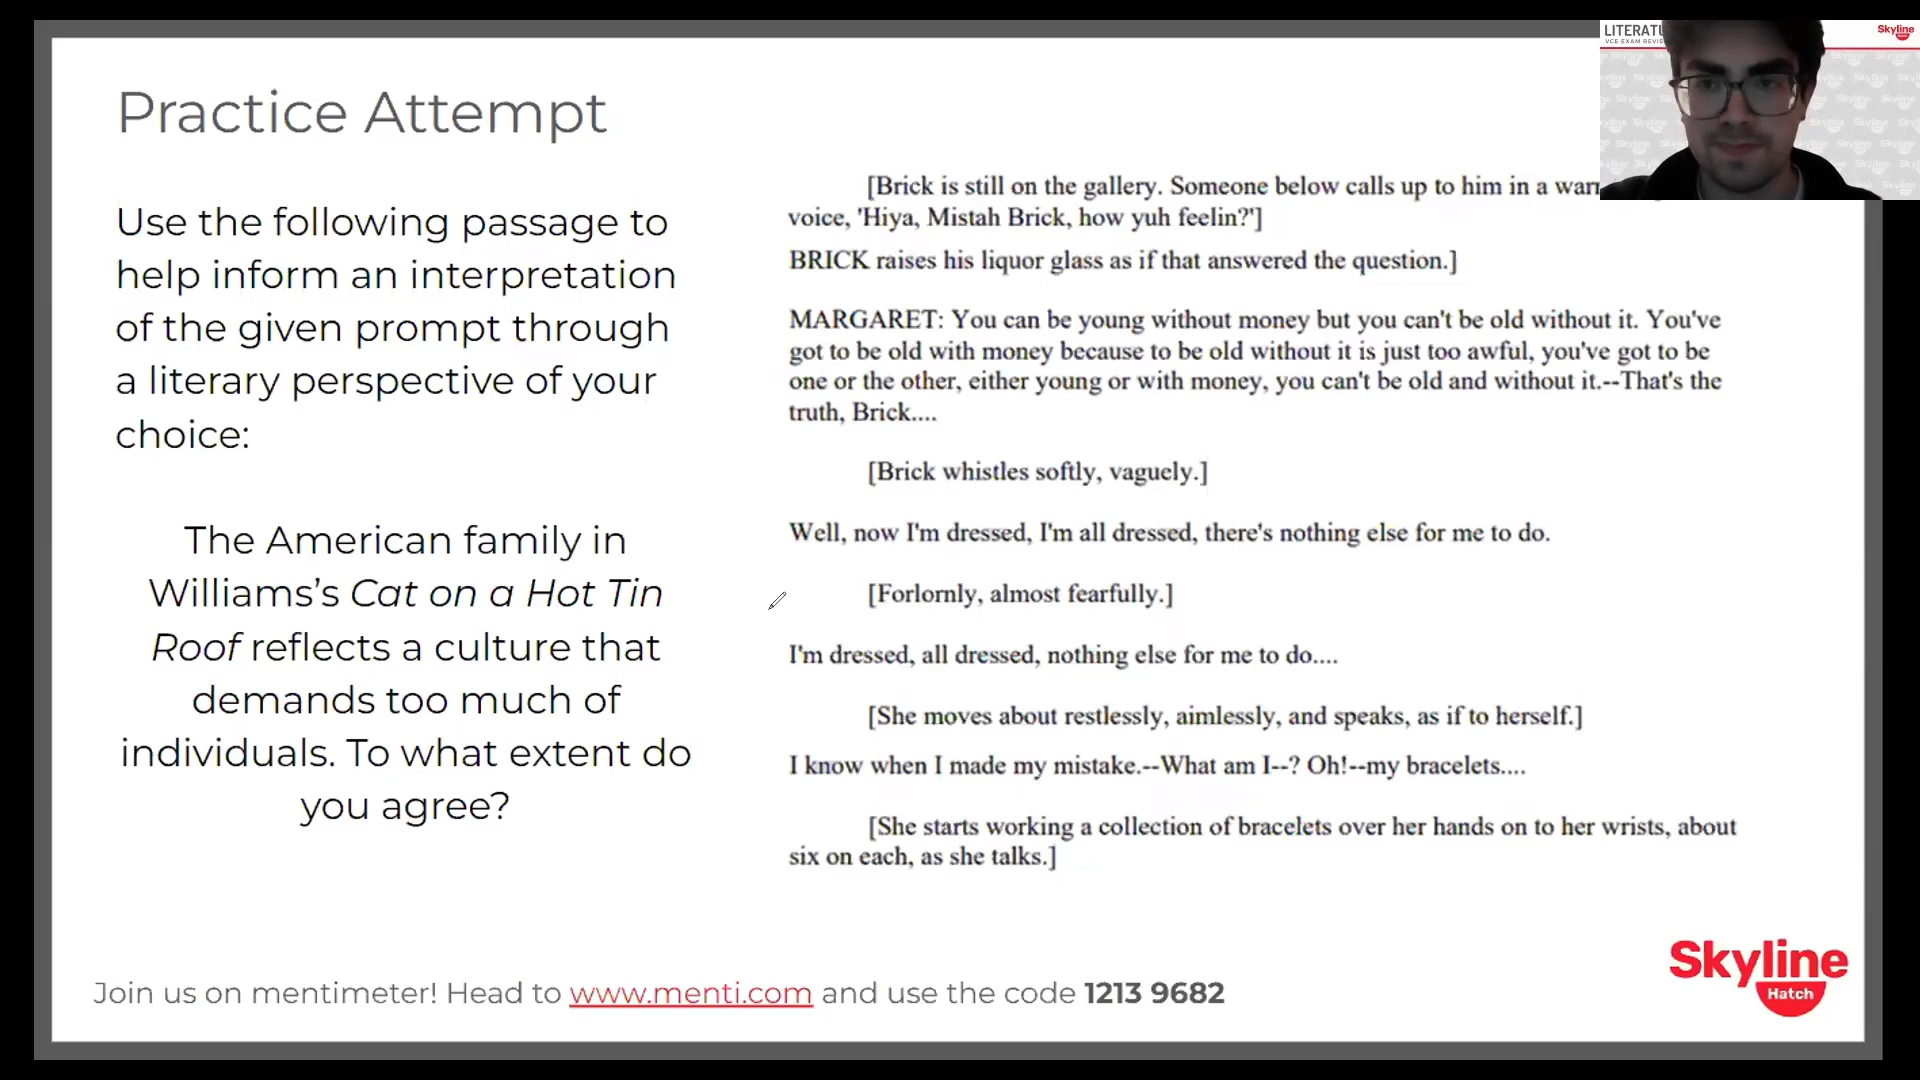 Practice Attempt
Use the following passage to
help inform an interpretation
of the given prompt through
a literary perspective of your
choice:
The American family in
Williams’s Cat on a Hot Tin
Roof reflects a culture that
demands too much of
individuals. To what extent do
you agree?
[Brick is still on the gallery. Someone below calls up to him in a
voice, 'Hiya, Mistah Brick, how yuh feelin?']
BRICK raises his liquor glass as if that answered the question.]
MARGARET: You can be young without money but you can't be old without it. You've
got to be old with money because to be old without it is just too awful, you've got to be
one or the other, either young or with money, you can't be old and without it.--That's the
truth, Brick....
[Brick whistles softly, vaguely.]
Well, now I'm dressed, I'm all dressed, there's nothing else for me to do.
[Forlornly, almost fearfully.]
I'm dressed, all dressed, nothing else for me to do....
[She moves about restlessly, aimlessly, and speaks, as if to herself.]
I know when I made my mistake.--What am I--? Oh!--my bracelets....
[She starts working a collection of bracelets over her hands on to her wrists, about
six on each, as she talks.]
Join us on mentimeter! Head to www.menti.com and use the code 1213 9682
Skyline
Hatch
Skyline